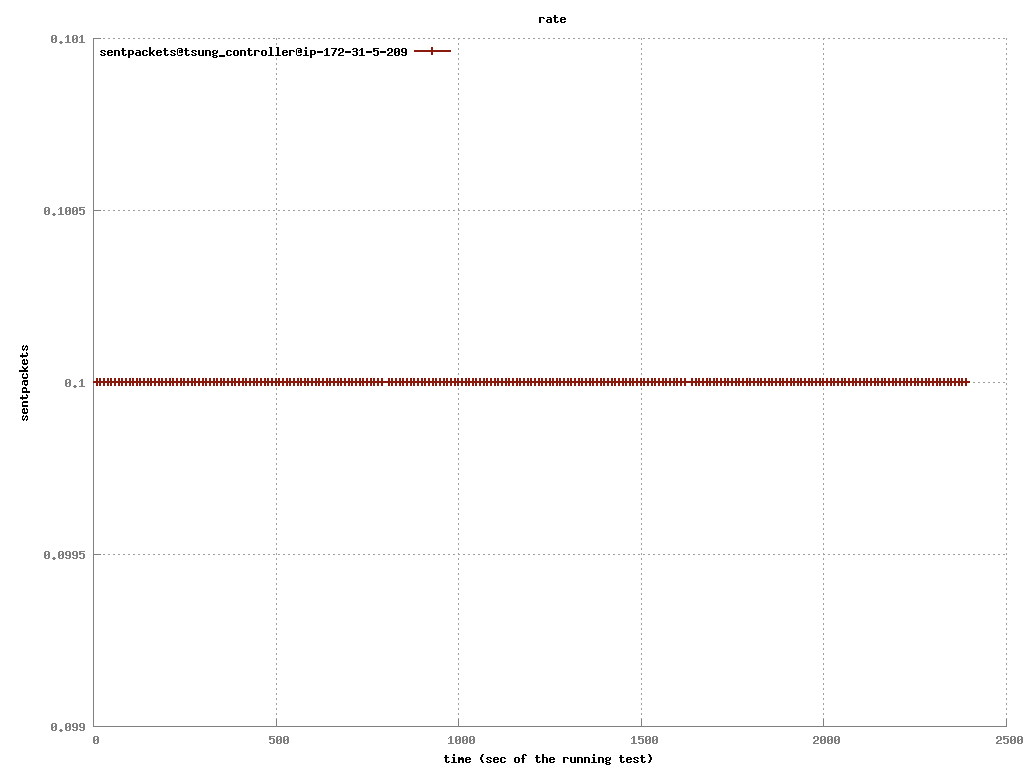 rate
0.101
sentpackets@tsung_controller@ip-172-31-5-209
0.1005
sentpackets
0.1
0.0995
0.099
0 500 1000 1500 2000 2500
time (sec of the running test)